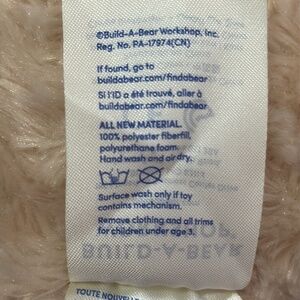 ©Build-A-Bear Workshop, Inc.
Reg. No. PA-17974(CN)
If found, go to
buildabear.com/findabear
Si l'ID a été trouvé, aller à
buildabear.com/findabear
ALL NEW MATERIAL.
100% polyester fiberfill,
polyurethane foam.
Hand wash and air dry.
Surface wash only if toy
contains mechanism.
Remove clothing and all trims
for children under age 3.
BUILD-A-BEAR
TOUTE NOUVELLE